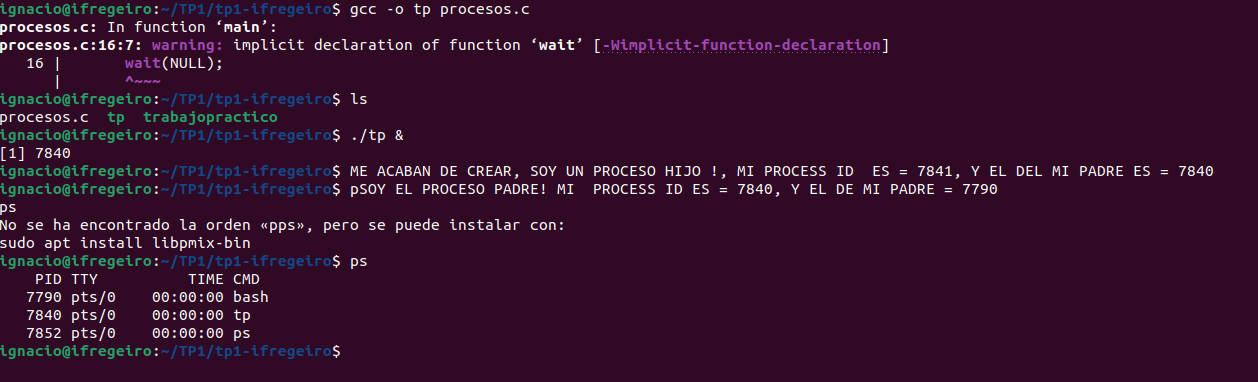 ignacio@ifregeiro:~/TP1/tp1-ifregeiro$ gcc -o tp procesos.c
procesos.c: In function ‘main’:
procesos.c:16:7: warning: implicit declaration of function ‘wait’ [-Wimplicit-function-declaration]
   16 |       wait(NULL);
      |       ^~~~
ignacio@ifregeiro:~/TP1/tp1-ifregeiro$ ls
procesos.c  tp  trabajopractico
ignacio@ifregeiro:~/TP1/tp1-ifregeiro$ ./tp &
[1] 7840
ignacio@ifregeiro:~/TP1/tp1-ifregeiro$ ME ACABAN DE CREAR, SOY UN PROCESO HIJO !, MI PROCESS ID  ES = 7841, Y EL DEL MI PADRE ES = 7840
ignacio@ifregeiro:~/TP1/tp1-ifregeiro$ pSOY EL PROCESO PADRE! MI  PROCESS ID ES = 7840, Y EL DE MI PADRE = 7790
ps
No se ha encontrado la orden «pps», pero se puede instalar con:
sudo apt install libpmix-bin
ignacio@ifregeiro:~/TP1/tp1-ifregeiro$ ps
    PID TTY          TIME CMD
   7790 pts/0    00:00:00 bash
   7840 pts/0    00:00:00 tp
   7852 pts/0    00:00:00 ps
ignacio@ifregeiro:~/TP1/tp1-ifregeiro$